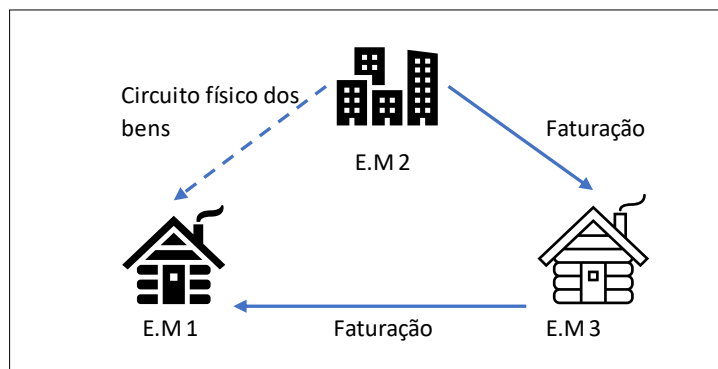 Circuito físico dos
bens
Faturação
E.M 2
E.M 1
Faturação
E.M 3